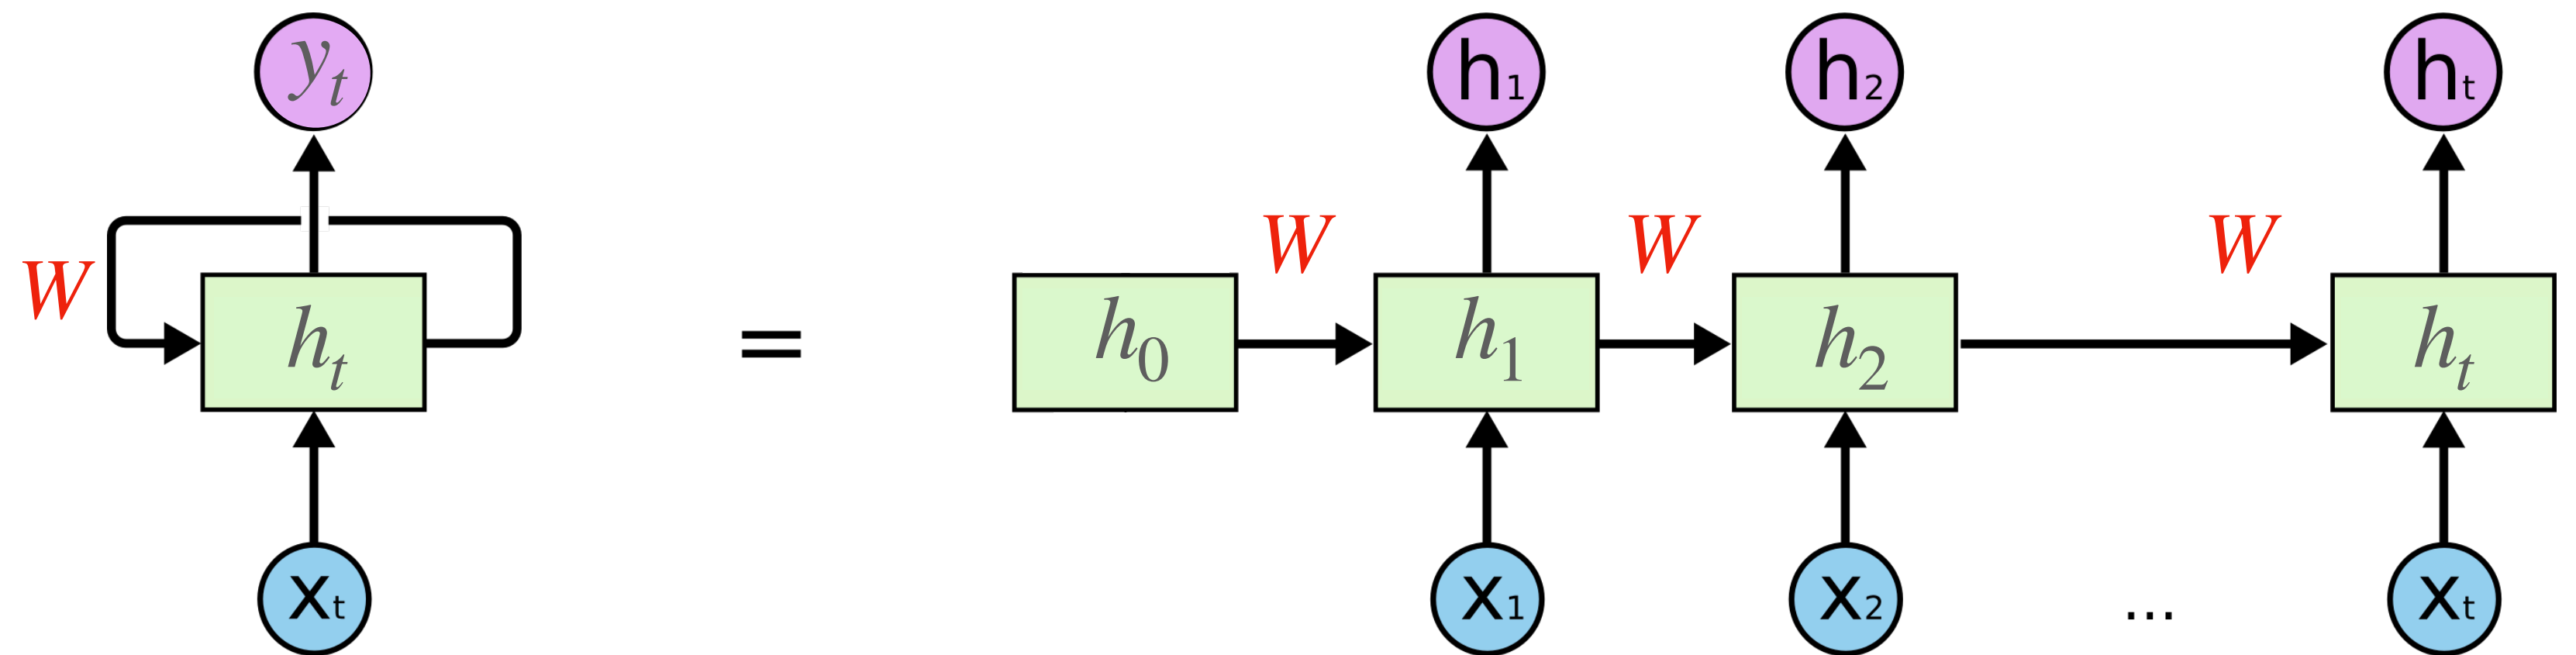 yₜ h₁ h₂ hₜ
W W W W
hₜ = h₀ h₁ h₂ hₜ
xₜ x₁ x₂ ... xₜ